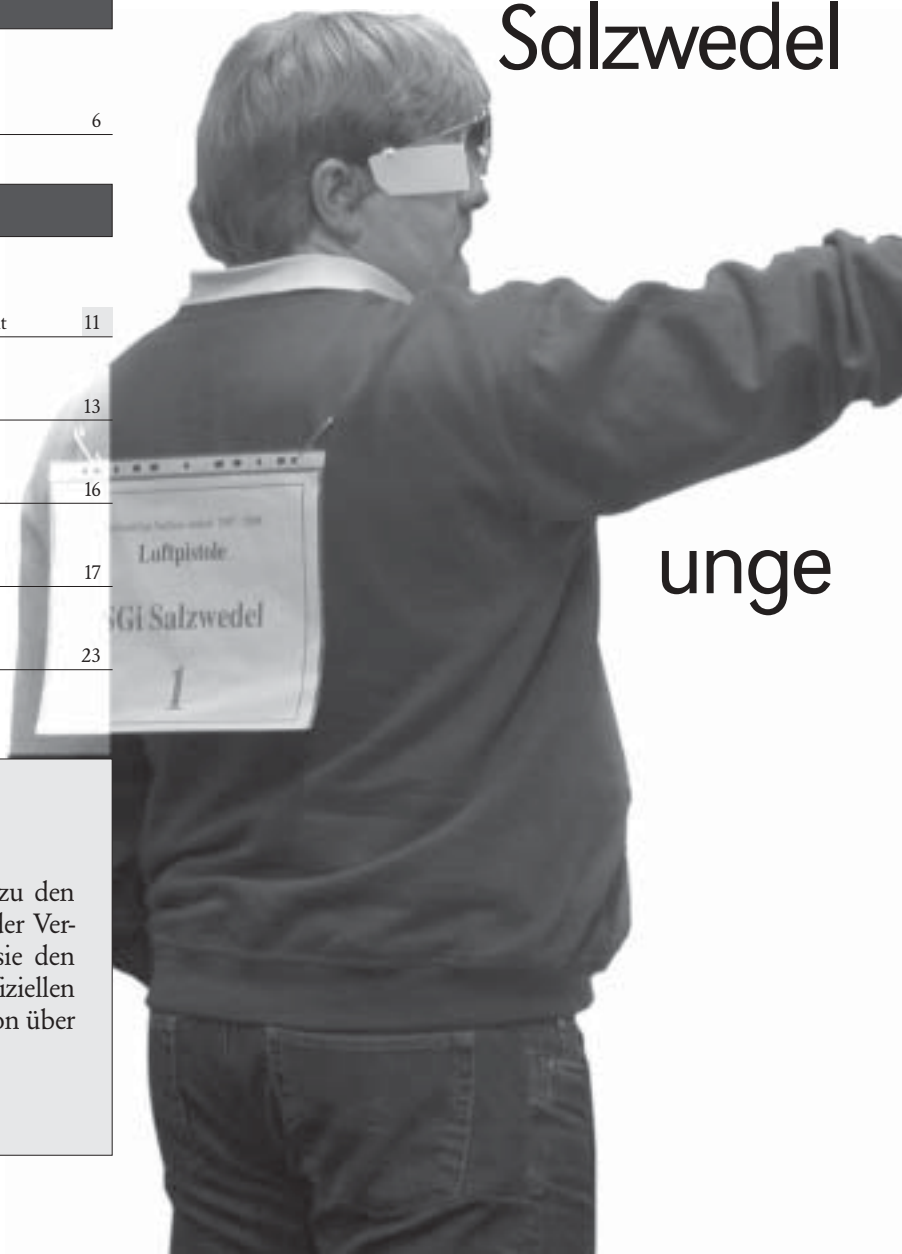 Salzwedel
6
11
13
16
17
23
Luftpistole
SGi Salzwedel
1
unge
zu den
der Ver-
sie den
fiziellen
on über